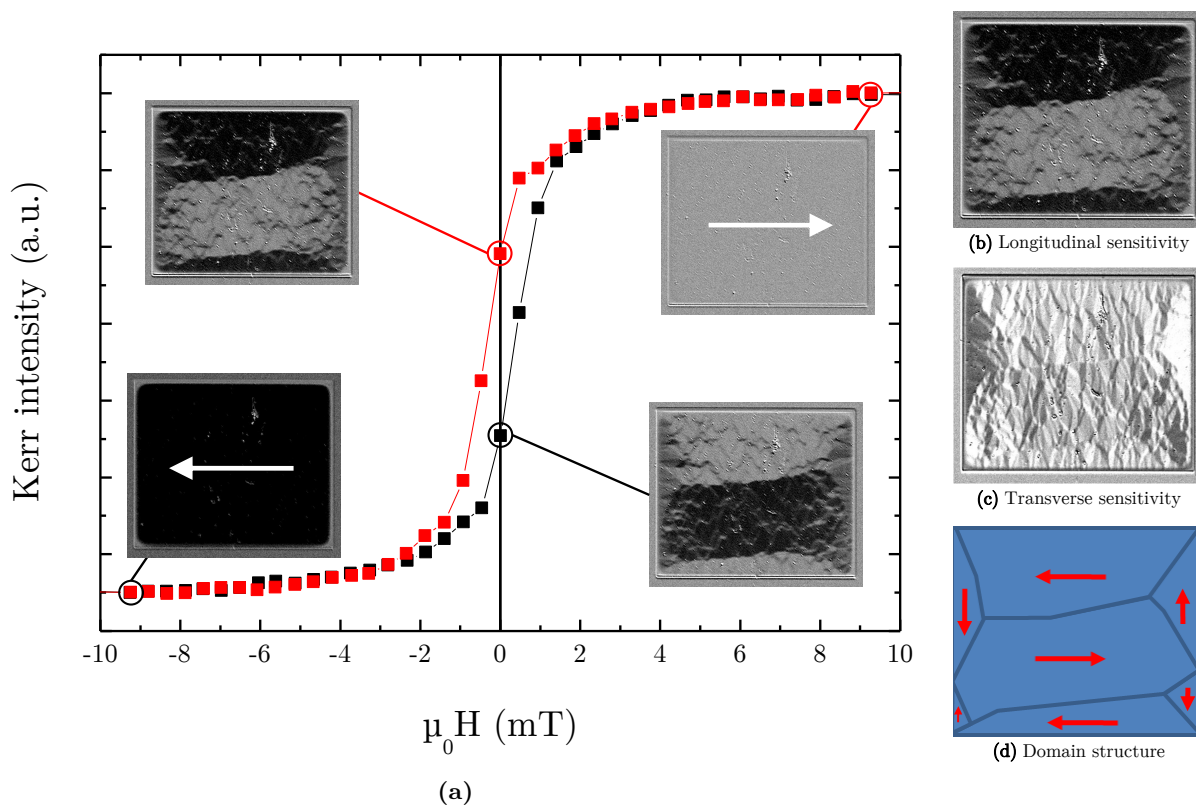 Kerr intensity (a.u.)
-10 -8 -6 -4 -2 0 2 4 6 8 10
μ₀H (mT)
(a)
(b) Longitudinal sensitivity
(c) Transverse sensitivity
(d) Domain structure